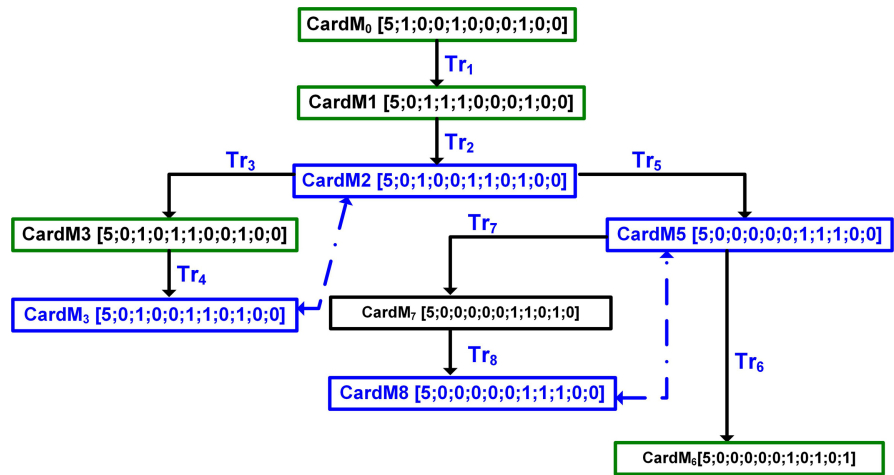 CardM₀ [5;1;0;0;1;0;0;0;1;0;0]
Tr₁
CardM1 [5;0;1;1;1;0;0;0;1;0;0]
Tr₂
Tr₃
CardM2 [5;0;1;0;0;1;1;0;1;0;0]
Tr₅
CardM3 [5;0;1;0;1;1;0;0;1;0;0]
Tr₇
CardM5 [5;0;0;0;0;0;1;1;1;0;0]
Tr₄
CardM₃ [5;0;1;0;0;1;1;0;1;0;0]
CardM₇ [5;0;0;0;0;0;1;1;0;1;0]
Tr₈
Tr₆
CardM8 [5;0;0;0;0;0;1;1;1;0;0]
CardM₆[5;0;0;0;0;0;1;0;1;0;1]